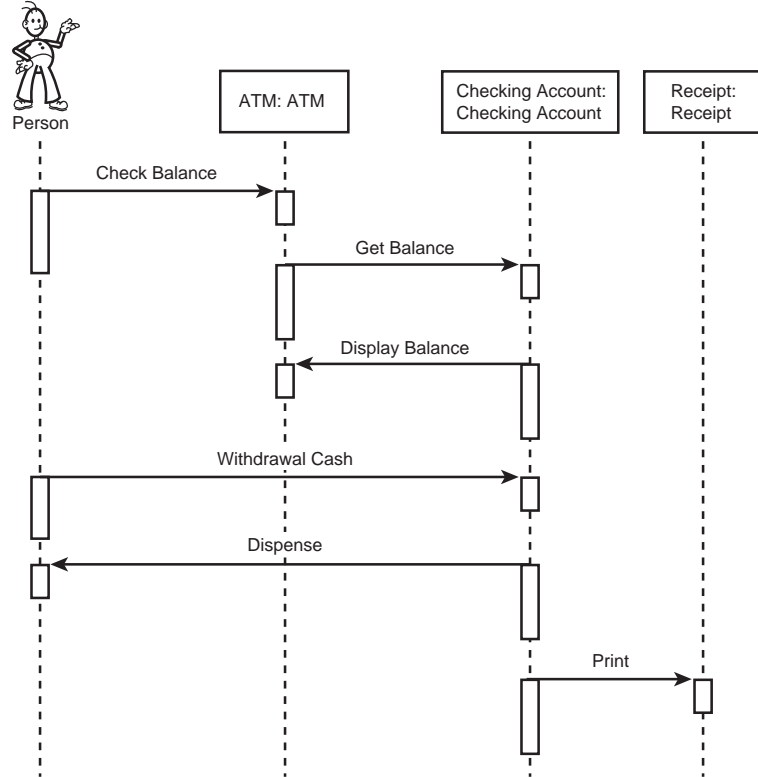 Person
ATM: ATM
Checking Account:
Checking Account
Receipt:
Receipt
Check Balance
Get Balance
Display Balance
Withdrawal Cash
Dispense
Print